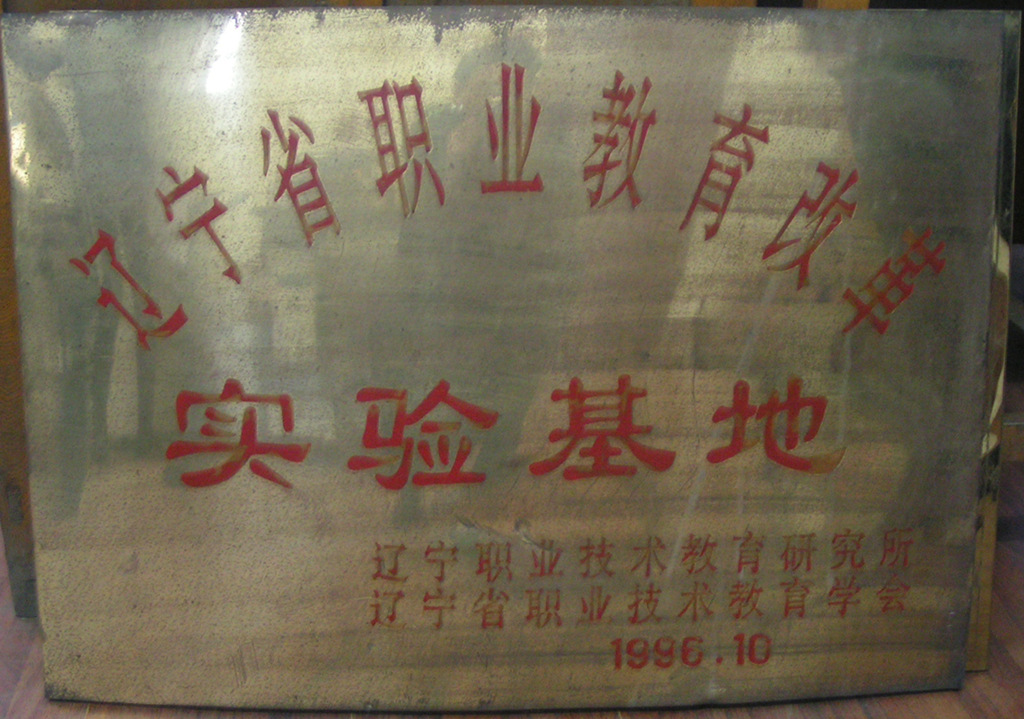 辽宁省职业教育改革
实验基地
辽宁职业技术教育研究所
辽宁省职业技术教育学会
1996.10